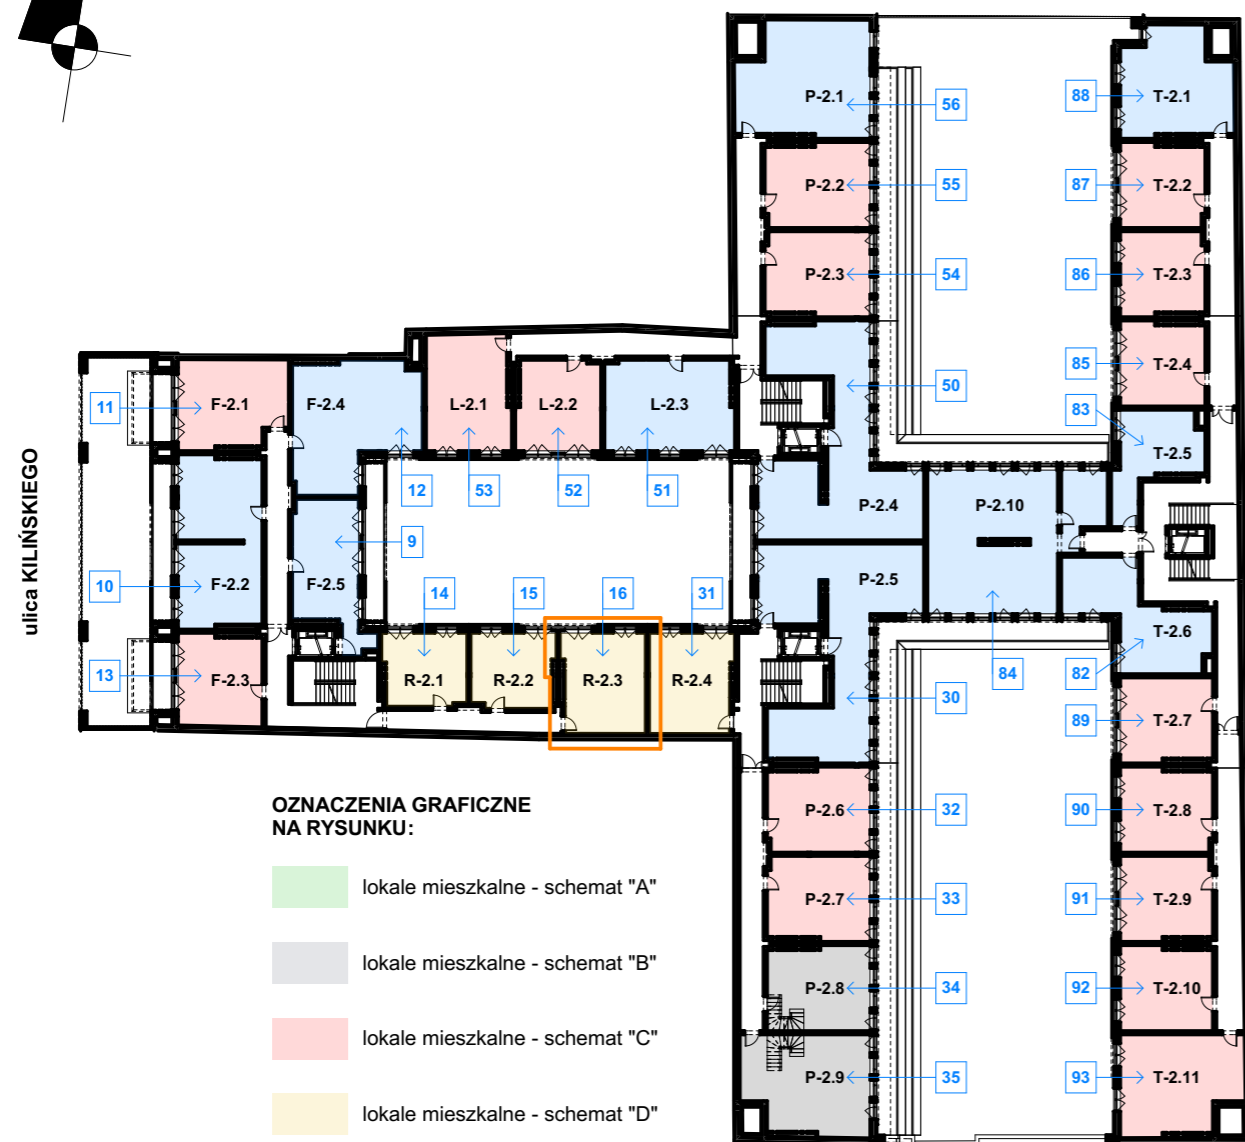 P-2.1
56
88
T-2.1
P-2.2
55
87
T-2.2
P-2.3
54
86
T-2.3
50
85
T-2.4
83
T-2.5
11
F-2.1
F-2.4
L-2.1
L-2.2
L-2.3
12
53
52
51
P-2.4
P-2.10
ulica KILIŃSKIEGO
9
10
F-2.2
F-2.5
14
15
16
31
P-2.5
T-2.6
13
F-2.3
R-2.1
R-2.2
R-2.3
R-2.4
30
84
82
89
T-2.7
P-2.6
32
90
T-2.8
P-2.7
33
91
T-2.9
P-2.8
34
92
T-2.10
P-2.9
35
93
T-2.11
OZNACZENIA GRAFICZNE
NA RYSUNKU:
lokale mieszkalne - schemat "A"
lokale mieszkalne - schemat "B"
lokale mieszkalne - schemat "C"
lokale mieszkalne - schemat "D"